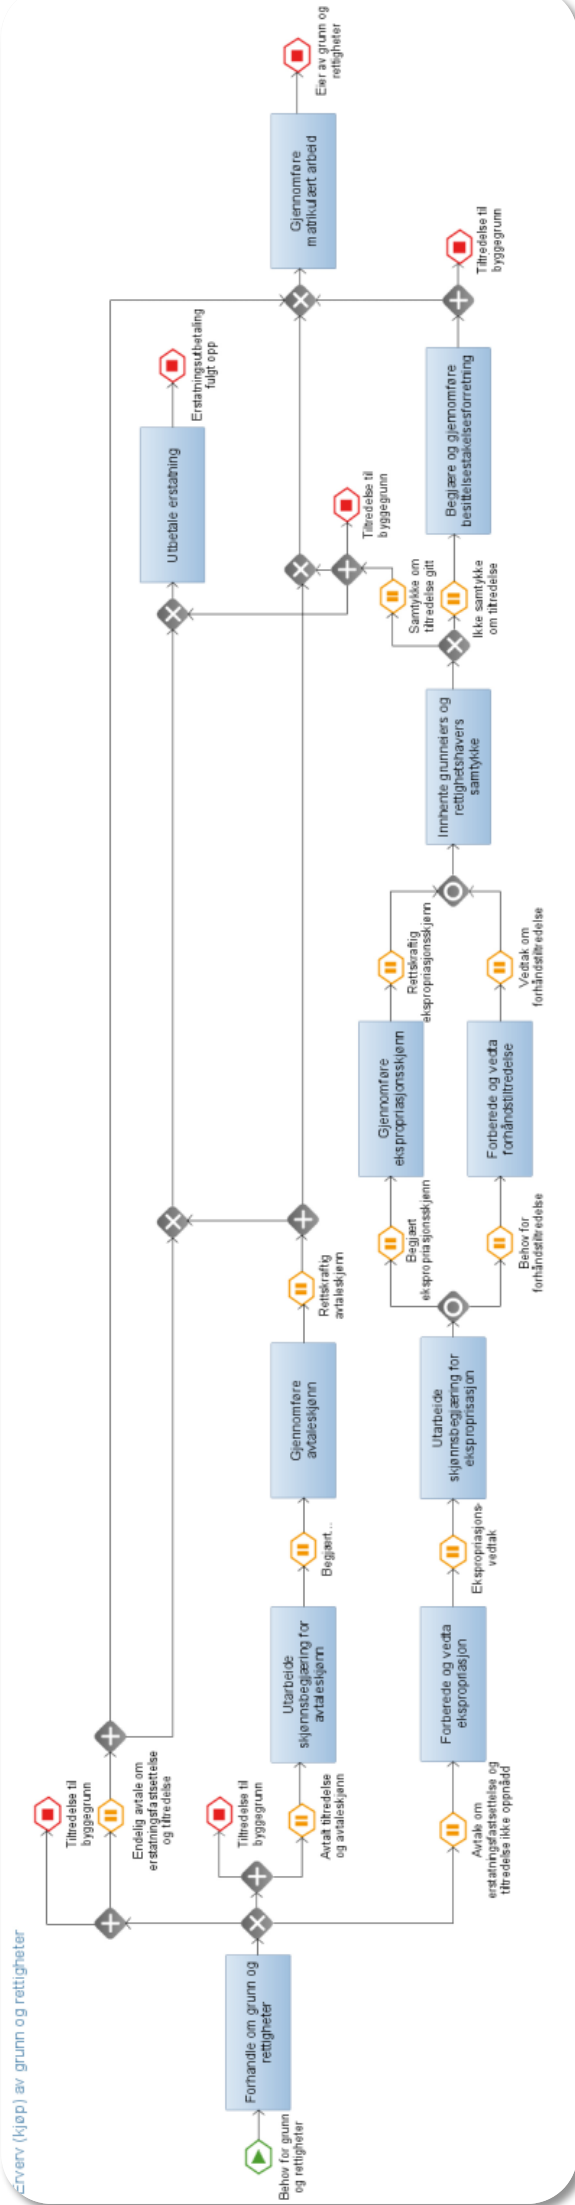 Erverv (kjøp) av grunn og rettigheter
Behov for grunn
og rettigheter
Forhandle om grunn og
rettigheter
Tiltredelse til
byggegrunn
Endelig avtale om
erstatningsfastsettelse
og tiltredelse
Tiltredelse til
byggegrunn
Avtalt tiltredelse
og avtaleskjønn
Avtale om
erstatningsfastsettelse og
tiltredelse ikke oppnådd
Utarbeide
skjønnsbegjæring for
avtaleskjønn
Begjært...
Gjennomføre
avtaleskjønn
Rettskraftig
avtaleskjønn
Forberede og vedta
ekspropriasjon
Ekspropriasjons-
vedtak
Utarbeide
skjønnsbegjæring for
eksproprisasjon
Begjært
ekspropriasjonsskjønn
Gjennomføre
ekspropriasjonsskjønn
Rettskraftig
ekspropriasjonsskjønn
Behov for
forhåndstiltredelse
Forberede og vedta
forhåndstiltredelse
Vedtak om
forhåndstiltredelse
Innhente grunneiers og
rettighetshavers
samtykke
Samtykke om
tiltredelse gitt
Ikke samtykke
om tiltredelse
Tiltredelse til
byggegrunn
Utbetale erstatning
Erstatningsutbetaling
fulgt opp
Begjære og gjennomføre
besittelsestakelsesforretning
Tiltredelse til
byggegrunn
Gjennomføre
matrikulært arbeid
Eier av grunn og
rettigheter